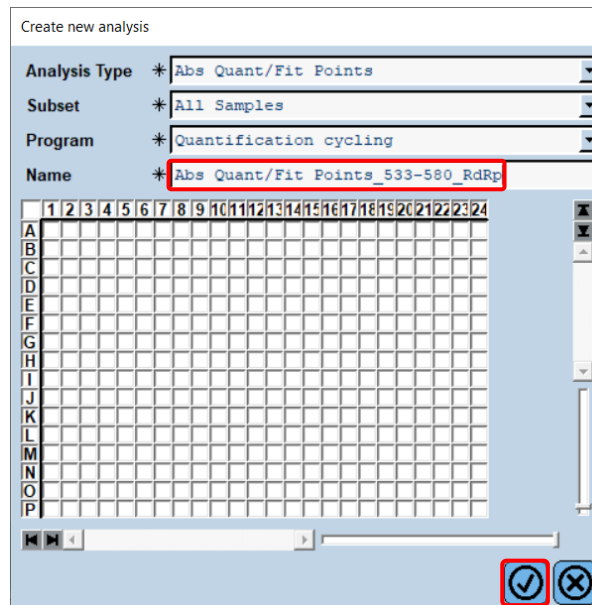 Create new analysis
Analysis Type * Abs Quant/Fit Points
Subset * All Samples
Program * Quantification cycling
Name * Abs Quant/Fit Points_533-580_RdRp
1 2 3 4 5 6 7 8 9 10 11 12 13 14 15 16 17 18 19 20 21 22 23 24
A
B
C
D
E
F
G
H
I
J
K
L
M
N
O
P